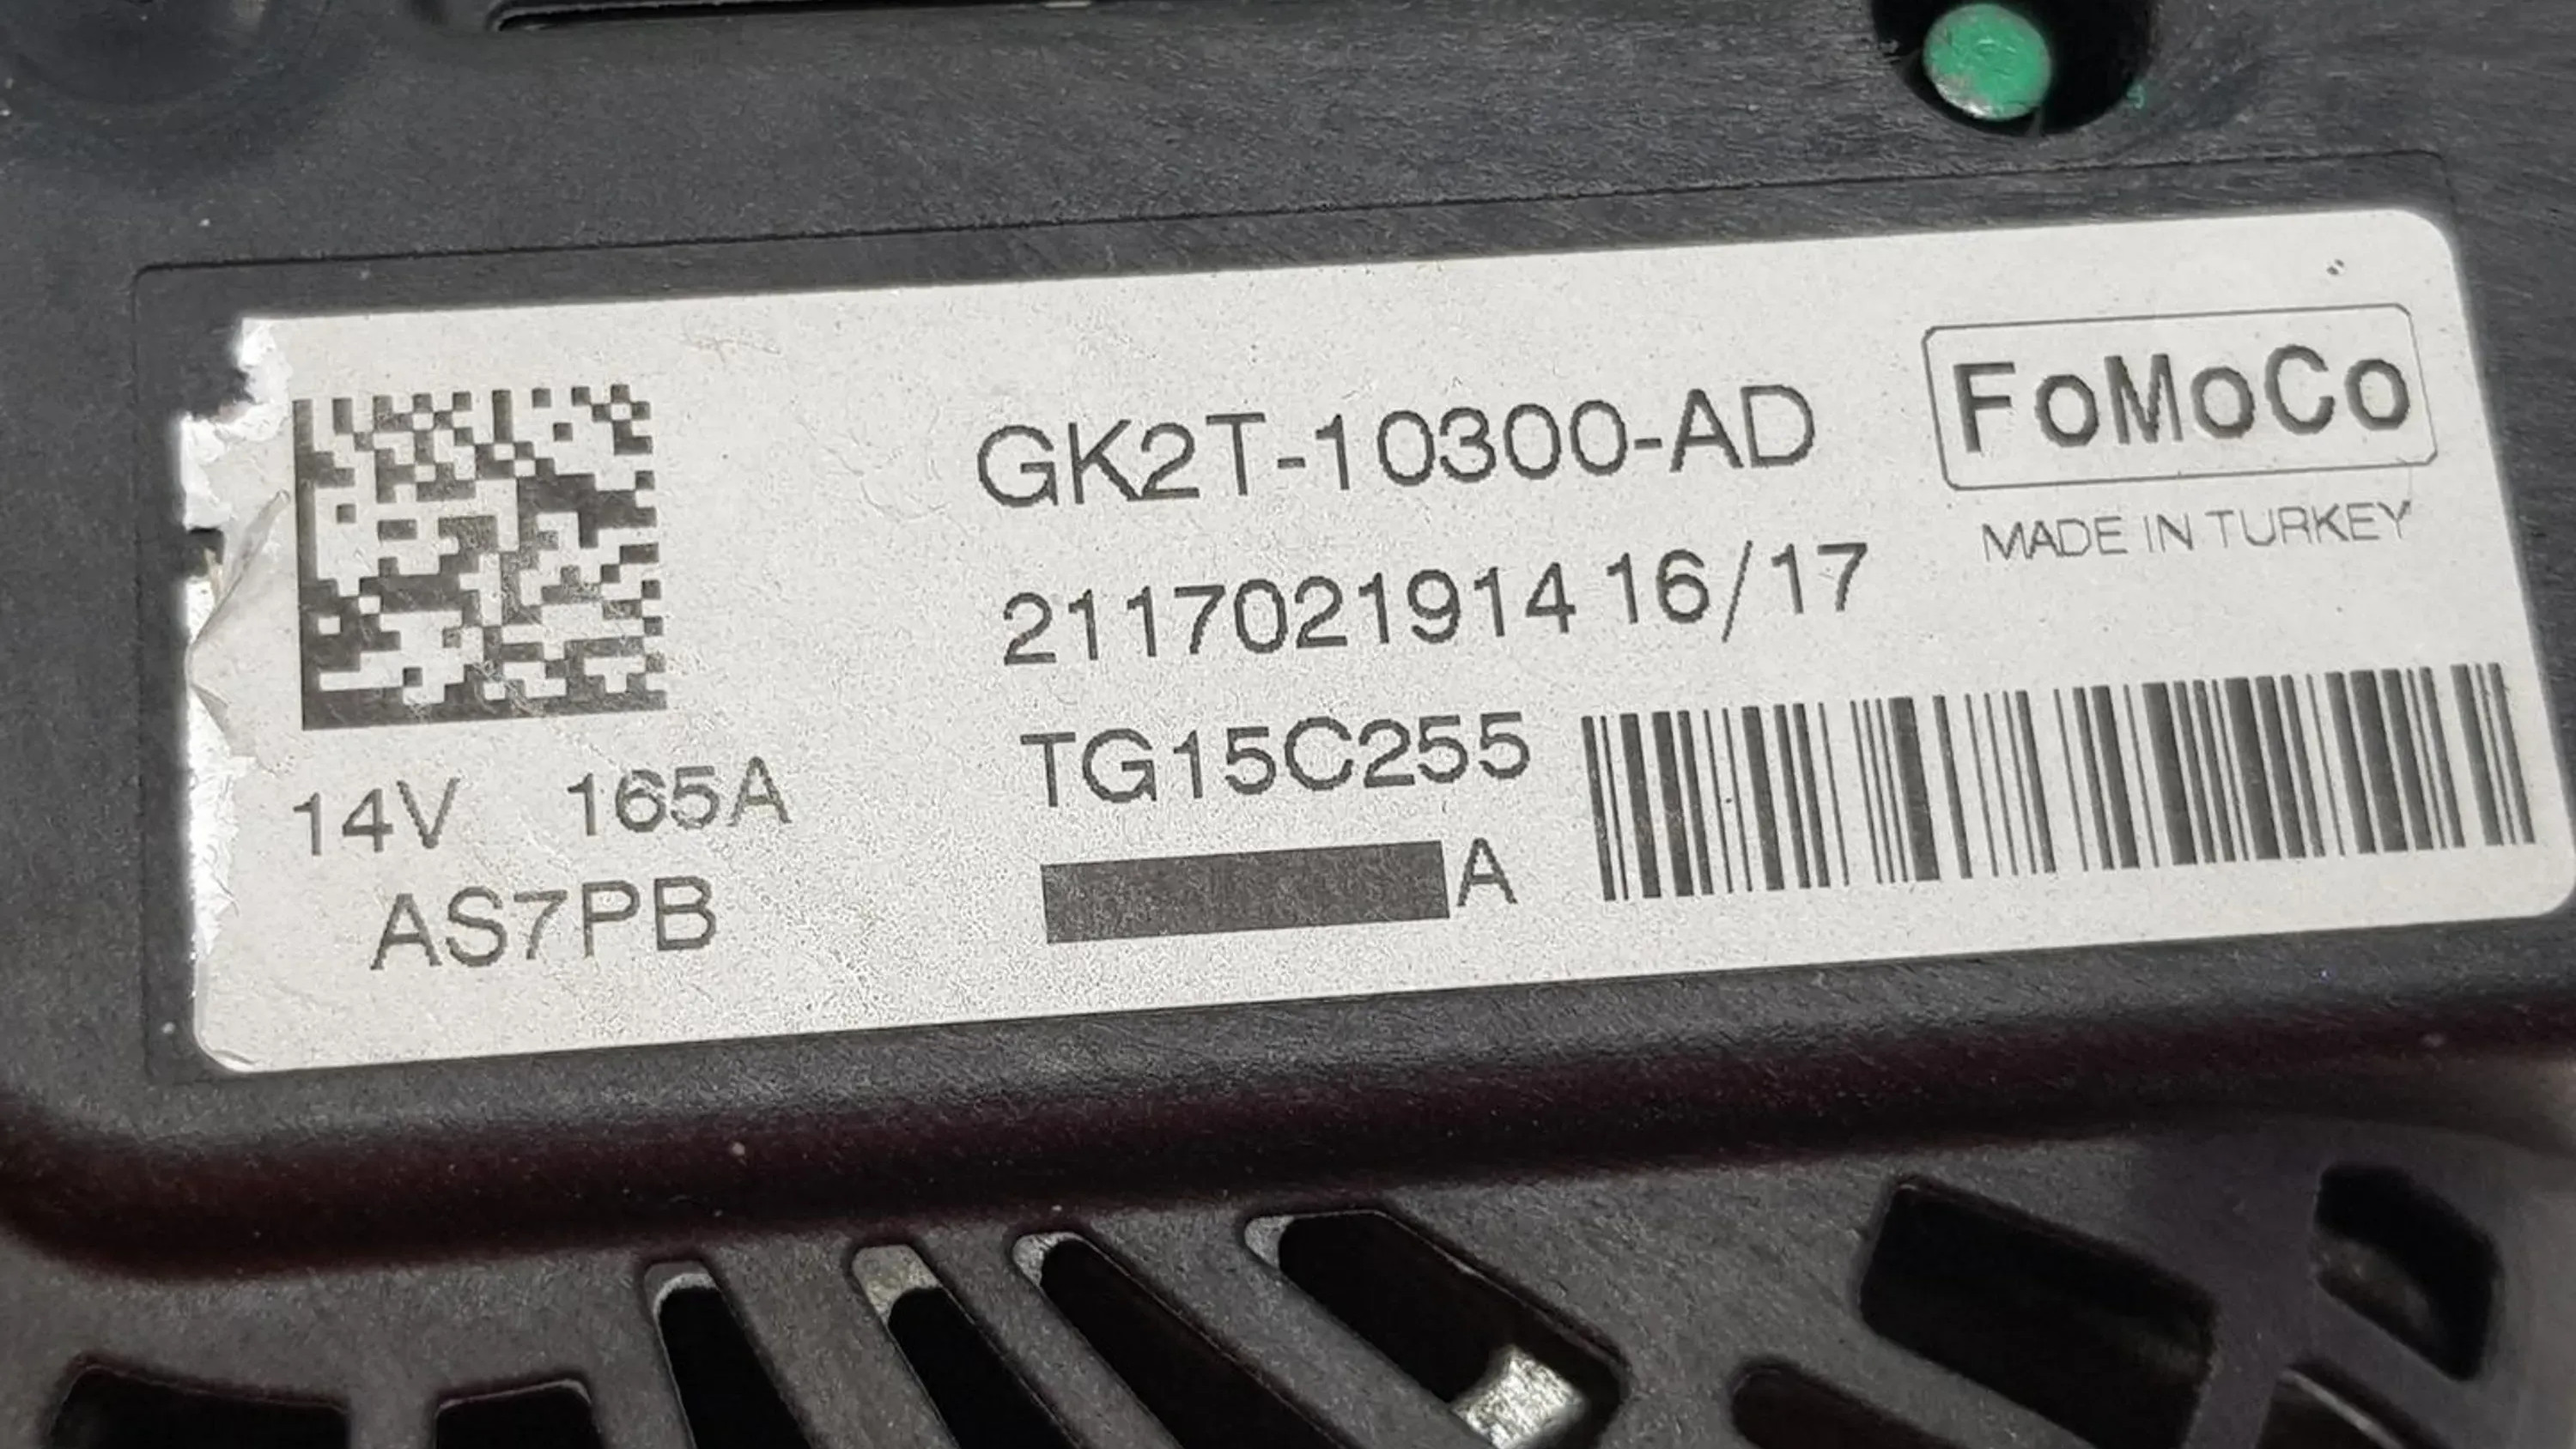 GK2T-10300-AD
FoMoCo
MADE IN TURKEY
2117021914 16/17
TG15C255
A
14V 165A
AS7PB